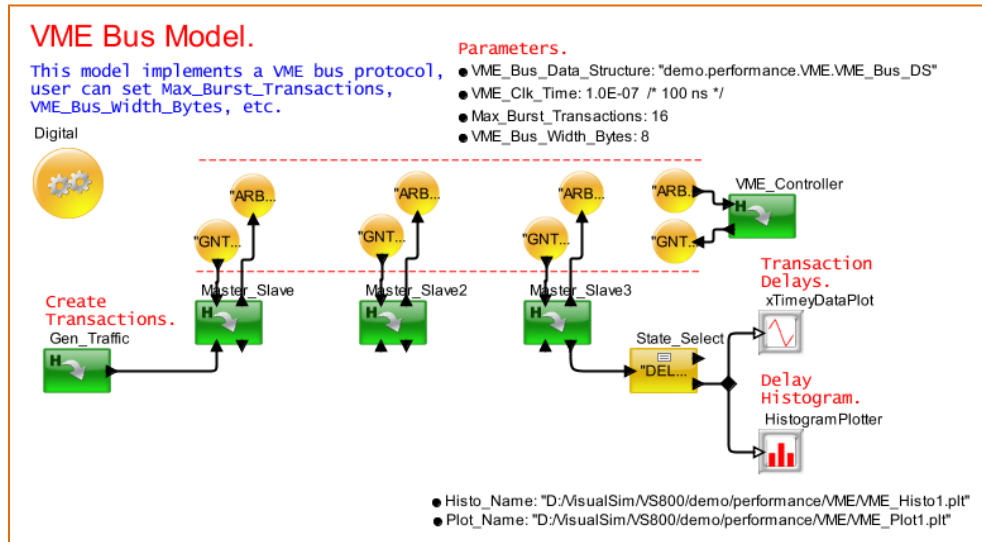 VME Bus Model.
This model implements a VME bus protocol,
user can set Max_Burst_Transactions,
VME_Bus_Width_Bytes, etc.
Parameters.
VME_Bus_Data_Structure: "demo.performance.VME.VME_Bus_DS"
VME_Clk_Time: 1.0E-07 /* 100 ns */
Max_Burst_Transactions: 16
VME_Bus_Width_Bytes: 8
Digital
"ARB...
"ARB...
"ARB...
"ARB...
VME_Controller
H
"GNT...
"GNT...
"GNT...
"GNT...
Transaction
Delays.
xTimeyDataPlot
Master_Slave
Master_Slave2
Master_Slave3
H
H
H
Create
Transactions.
Gen_Traffic
H
State_Select
"DEL...
Delay
Histogram.
HistogramPlotter
Histo_Name: "D:/VisualSim/VS800/demo/performance/VME/VME_Histo1.plt"
Plot_Name: "D:/VisualSim/VS800/demo/performance/VME/VME_Plot1.plt"